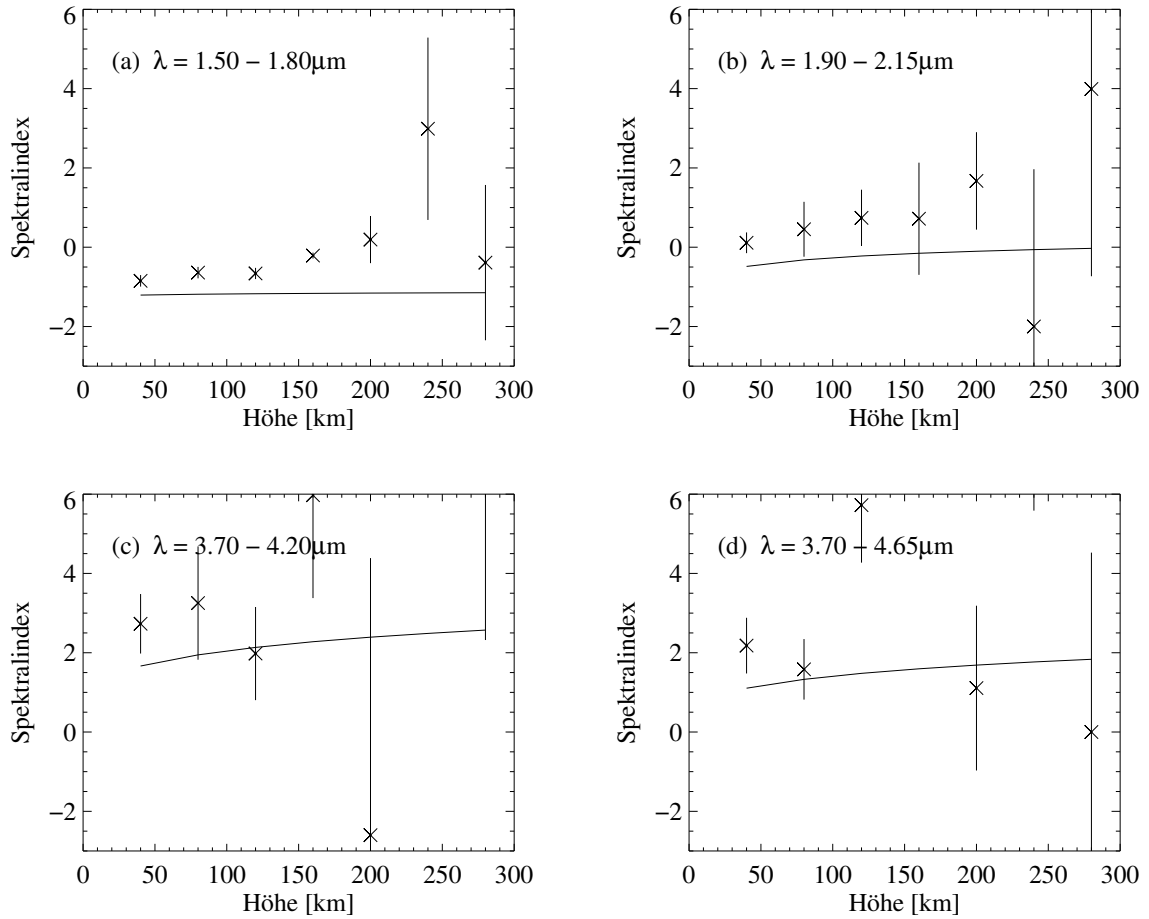 6
4
2
0
−2
Spektralindex
(a) λ = 1.50 − 1.80μm
0 50 100 150 200 250 300
Höhe [km]
6
4
2
0
−2
Spektralindex
(b) λ = 1.90 − 2.15μm
0 50 100 150 200 250 300
Höhe [km]
6
4
2
0
−2
Spektralindex
(c) λ = 3.70 − 4.20μm
0 50 100 150 200 250 300
Höhe [km]
6
4
2
0
−2
Spektralindex
(d) λ = 3.70 − 4.65μm
0 50 100 150 200 250 300
Höhe [km]